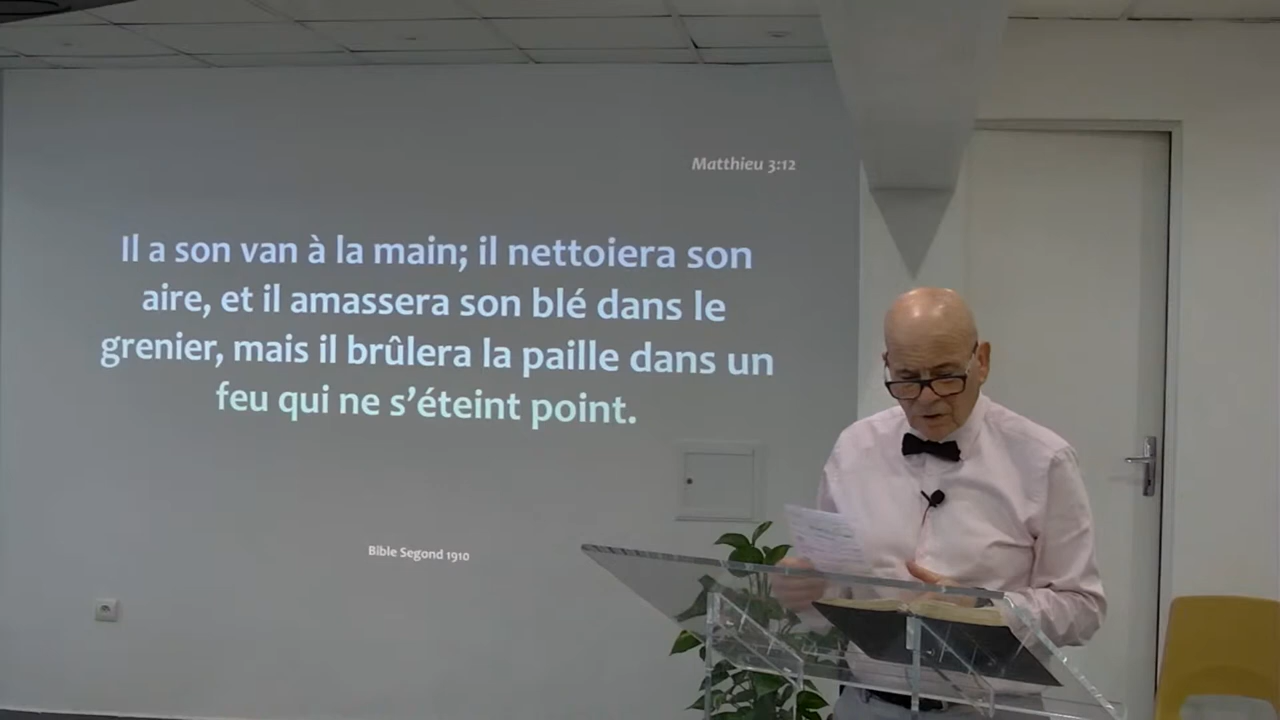 Matthieu 3:12
Il a son van à la main; il nettoiera son
aire, et il amassera son blé dans le
grenier, mais il brûlera la paille dans un
feu qui ne s’éteint point.
Bible Segond 1910